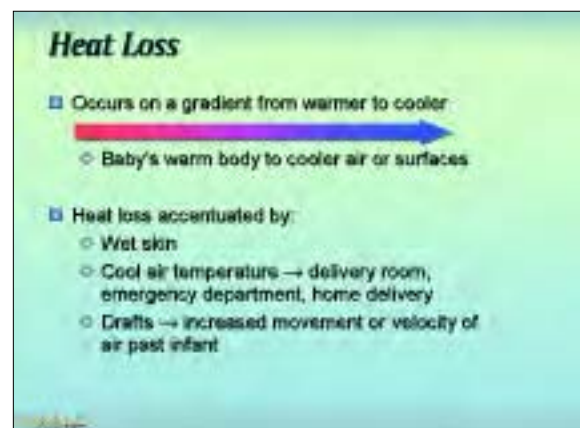 Heat Loss
Occurs on a gradient from warmer to cooler
Baby's warm body to cooler air or surfaces
Heat loss accentuated by:
Wet skin
Cool air temperature → delivery room,
emergency department, home delivery
Drafts → increased movement or velocity of
air past infant